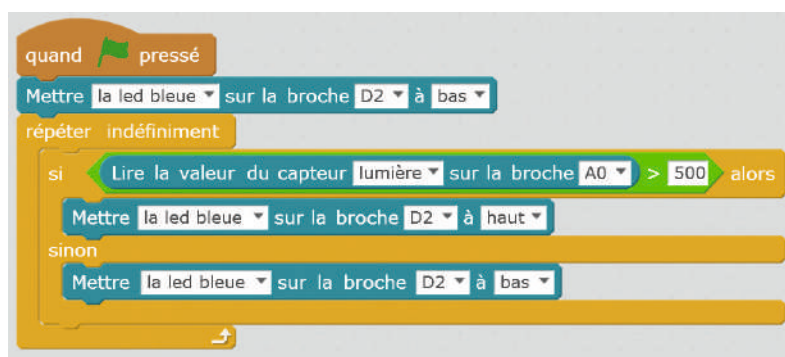 quand pressé
Mettre la led bleue sur la broche D2 à bas
répéter indéfiniment
si Lire la valeur du capteur lumière sur la broche A0 > 500 alors
Mettre la led bleue sur la broche D2 à haut
sinon
Mettre la led bleue sur la broche D2 à bas